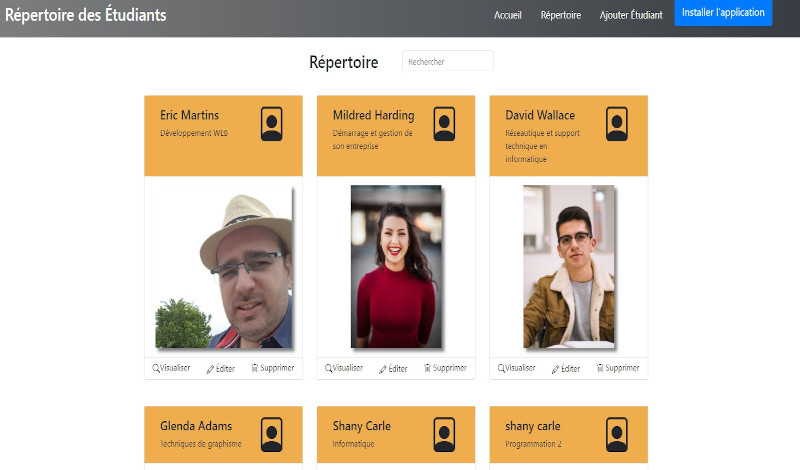 Répertoire des Étudiants
Accueil Répertoire Ajouter Étudiant Installer l'application
Répertoire Rechercher
Eric Martins
Développement WEB
Mildred Harding
Démarrage et gestion de
son entreprise
David Wallace
Réseautique et support
technique en
informatique
Visualiser Éditer Supprimer
Visualiser Éditer Supprimer
Visualiser Éditer Supprimer
Glenda Adams
Techniques de graphisme
Shany Carle
Informatique
shany carle
Programmation 2